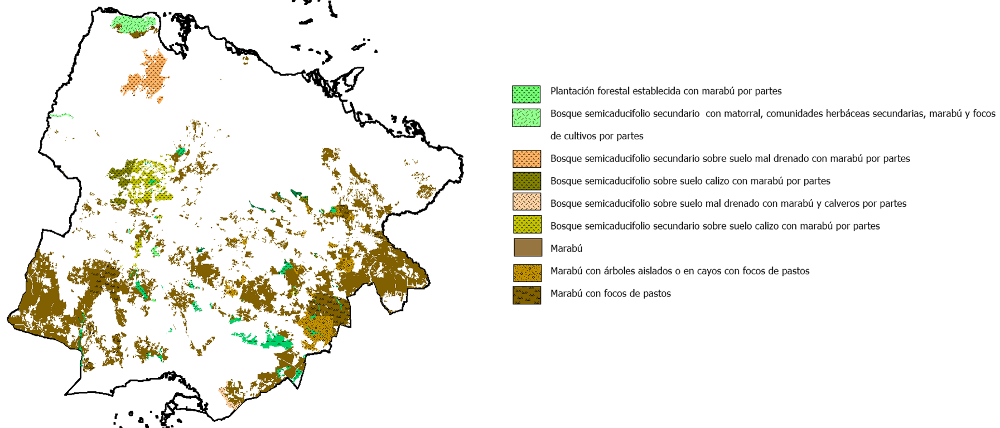 Plantación forestal establecida con marabú por partes
Bosque semicaducifolio secundario con matorral, comunidades herbáceas secundarias, marabú y focos
de cultivos por partes
Bosque semicaducifolio secundario sobre suelo mal drenado con marabú por partes
Bosque semicaducifolio sobre suelo calizo con marabú por partes
Bosque semicaducifolio sobre suelo mal drenado con marabú y calveros por partes
Bosque semicaducifolio secundario sobre suelo calizo con marabú por partes
Marabú
Marabú con árboles aislados o en cayos con focos de pastos
Marabú con focos de pastos